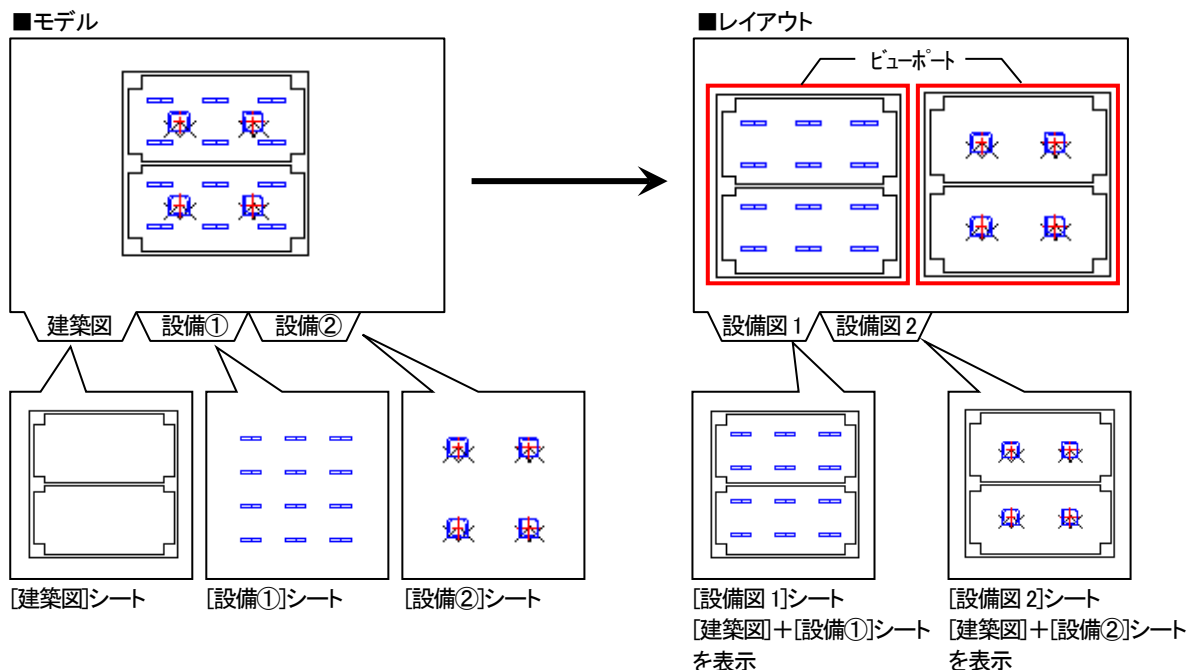 ■モデル
■レイアウト
ビューポート
建築図
設備①
設備②
設備図1
設備図2
[建築図]シート
[設備①]シート
[設備②]シート
[設備図1]シート
[建築図]+[設備①]シート
を表示
[設備図2]シート
[建築図]+[設備②]シート
を表示